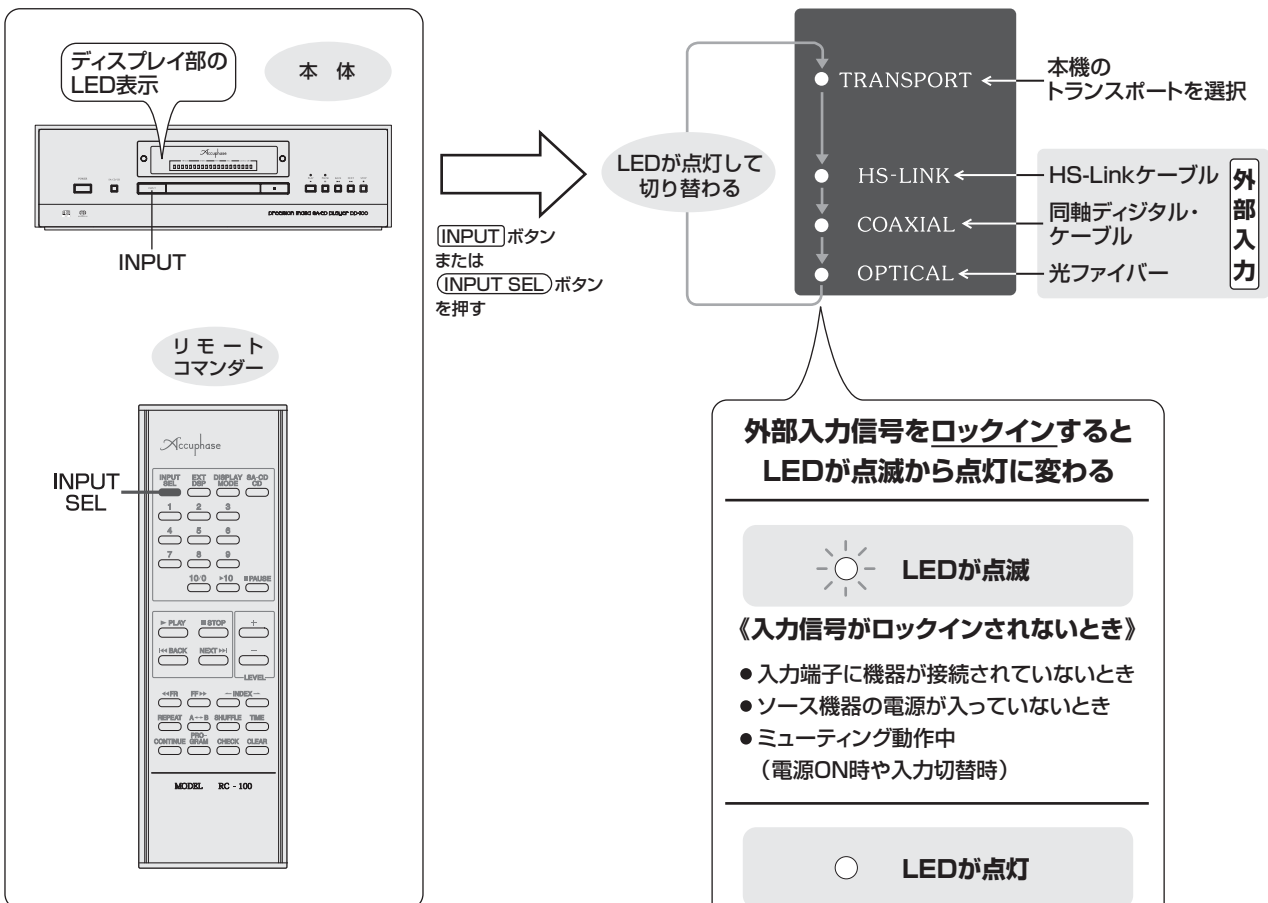 ディスプレイ部の
LED表示
本 体
Accuphase
POWER
INPUT
リモート
コマンダー
Accuphase
INPUT
SEL
INPUT SEL
EXT DSP
DISPLAY MODE
SA-CD CD
1 2 3
4 5 6
7 8 9
10/0 >10 ⏸PAUSE
► PLAY ■ STOP +
I◄◄ BACK NEXT ►►I −
LEVEL
◄◄FR FF►► −INDEX−
REPEAT A↔B SHUFFLE TIME
CONTINUE PRO-GRAM CHECK CLEAR
MODEL RC - 100
INPUTボタン
または
INPUT SELボタン
を押す
LEDが点灯して
切り替わる
TRANSPORT
本機の
トランスポートを選択
HS-LINK
HS-Linkケーブル
COAXIAL
同軸ディジタル・
ケーブル
OPTICAL
光ファイバー
外部入力
外部入力信号をロックインすると
LEDが点滅から点灯に変わる
LEDが点滅
《入力信号がロックインされないとき》
●入力端子に機器が接続されていないとき
●ソース機器の電源が入っていないとき
●ミューティング動作中
（電源ON時や入力切替時）
LEDが点灯